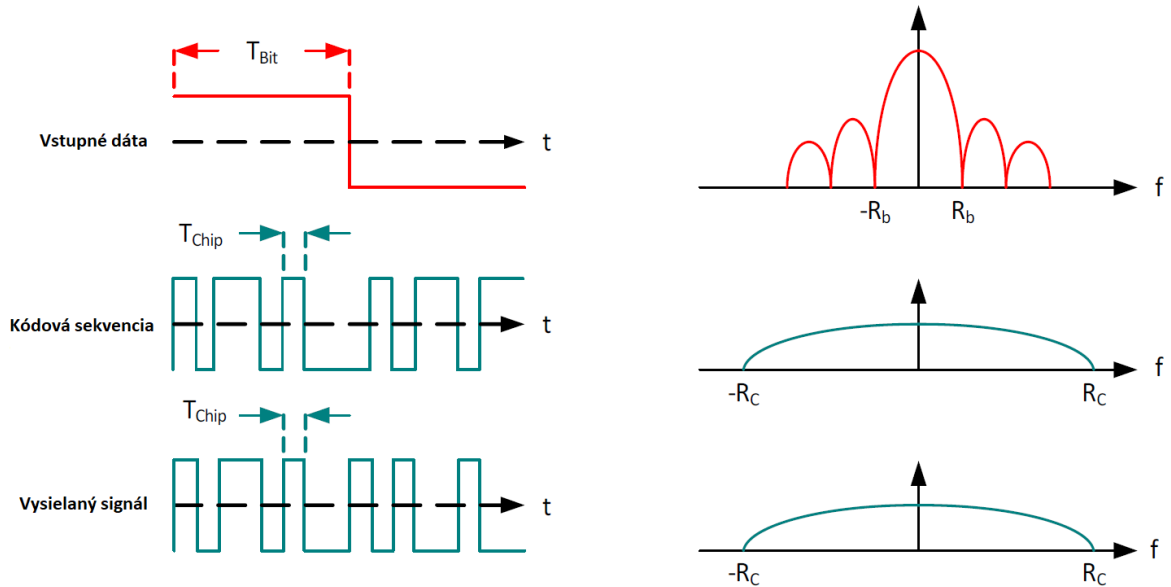 T_Bit
Vstupné dáta
t
-R_b
R_b
f
T_Chip
Kódová sekvencia
t
-R_C
R_C
f
T_Chip
Vysielaný signál
t
-R_C
R_C
f